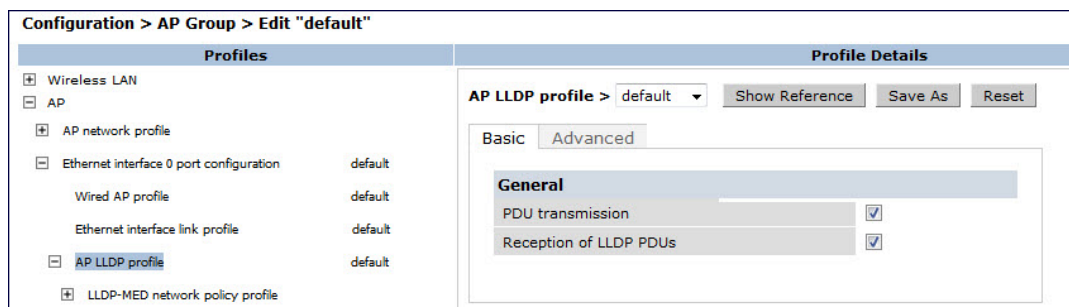 Configuration > AP Group > Edit "default"
Profiles
Wireless LAN
AP
AP network profile
Ethernet interface 0 port configuration default
Wired AP profile default
Ethernet interface link profile default
AP LLDP profile default
LLDP-MED network policy profile
Profile Details
AP LLDP profile > default Show Reference Save As Reset
Basic Advanced
General
PDU transmission
Reception of LLDP PDUs